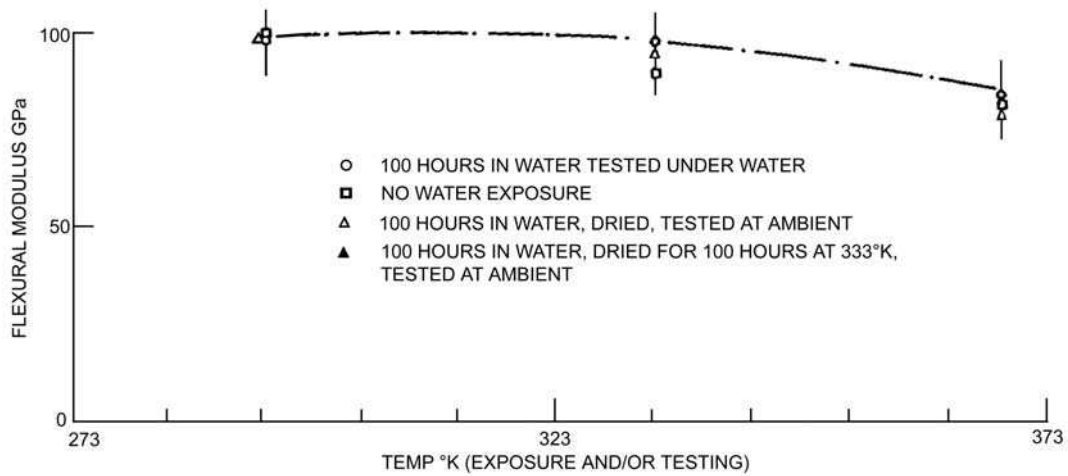 100
50
0
FLEXURAL MODULUS GPa
100 HOURS IN WATER TESTED UNDER WATER
NO WATER EXPOSURE
100 HOURS IN WATER, DRIED, TESTED AT AMBIENT
100 HOURS IN WATER, DRIED FOR 100 HOURS AT 333°K,
TESTED AT AMBIENT
273
323
373
TEMP °K (EXPOSURE AND/OR TESTING)